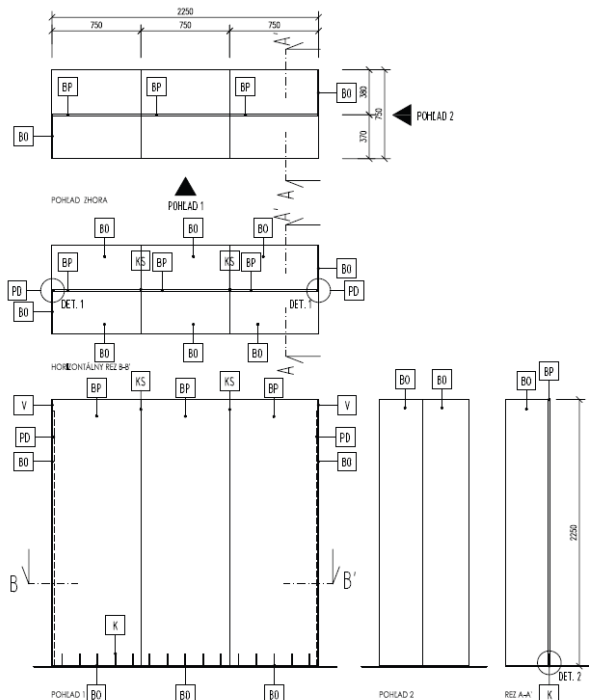 2250
750 750 750
A'
BP BP BP
BO
380
750
370
POHĽAD 2
BO
POHĽAD ZHORA
POHĽAD 1
A
A'
BO BO BO
BP KS BP KS BP
BO
PD PD
DET. 1 DET. 1
BO
BO BO BO
HORIZONTÁLNY REZ B-B'
A
BP KS BP KS BP
V V
PD PD
BO BO
B B'
K
POHĽAD 1
BO BO BO
BO BO
POHĽAD 2
BP
BO
2250
DET. 2
REZ A-A'
K